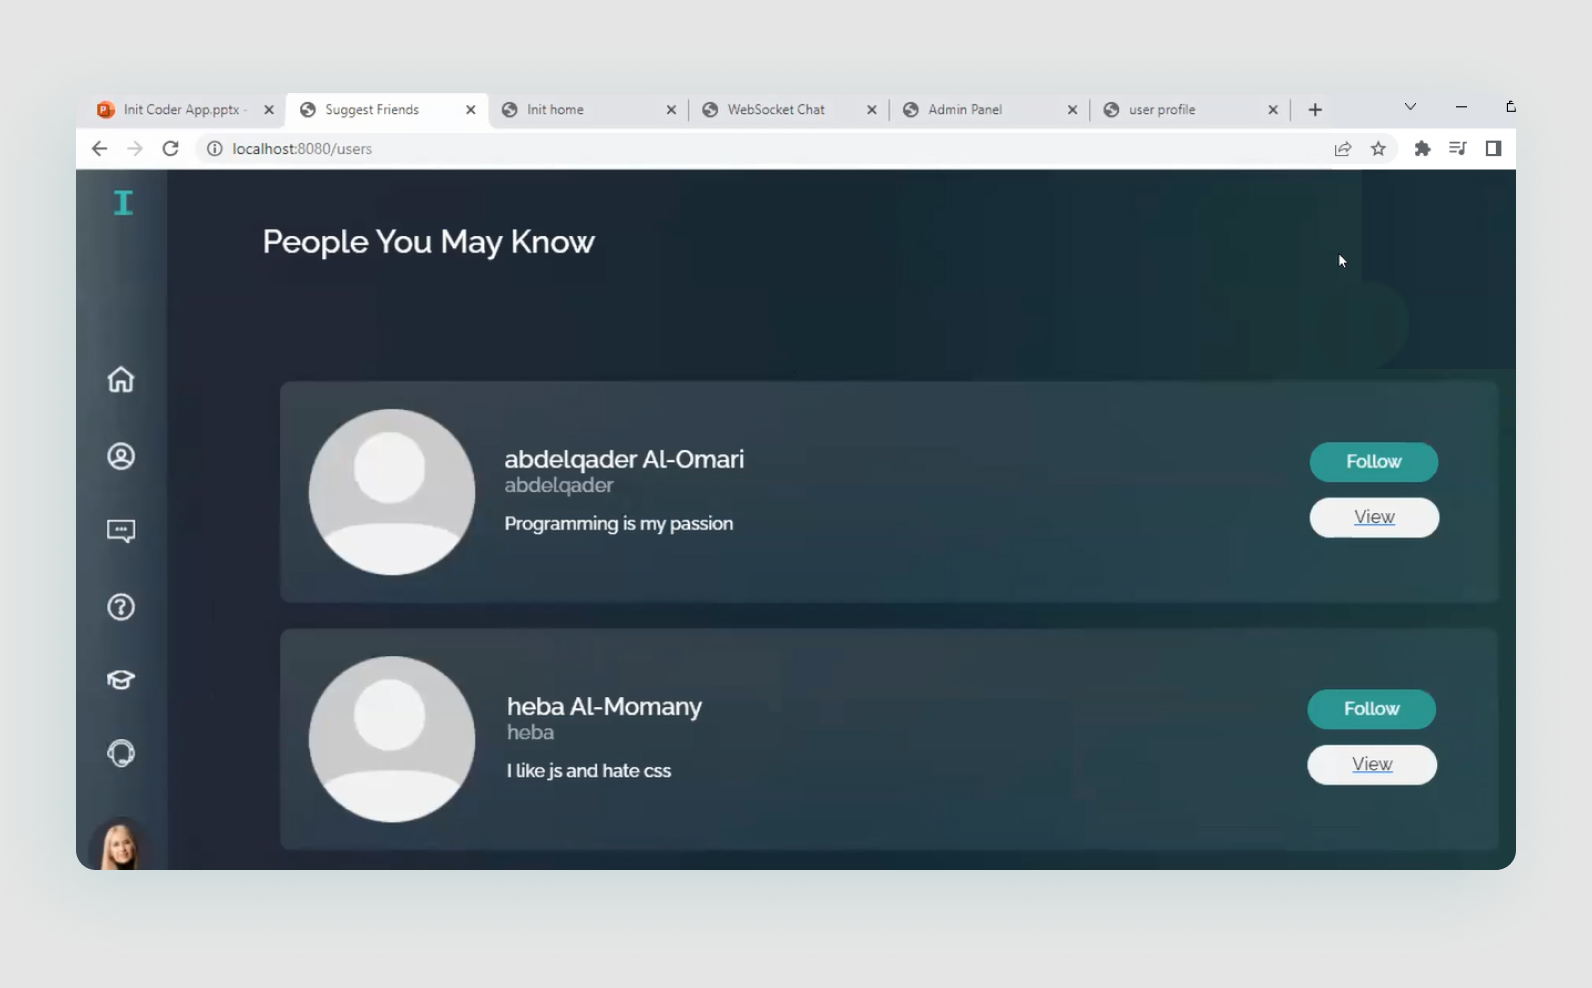 Init Coder App.pptx -
Suggest Friends
Init home
WebSocket Chat
Admin Panel
user profile
localhost:8080/users
I
People You May Know
abdelqader Al-Omari
abdelqader
Programming is my passion
Follow
View
heba Al-Momany
heba
I like js and hate css
Follow
View